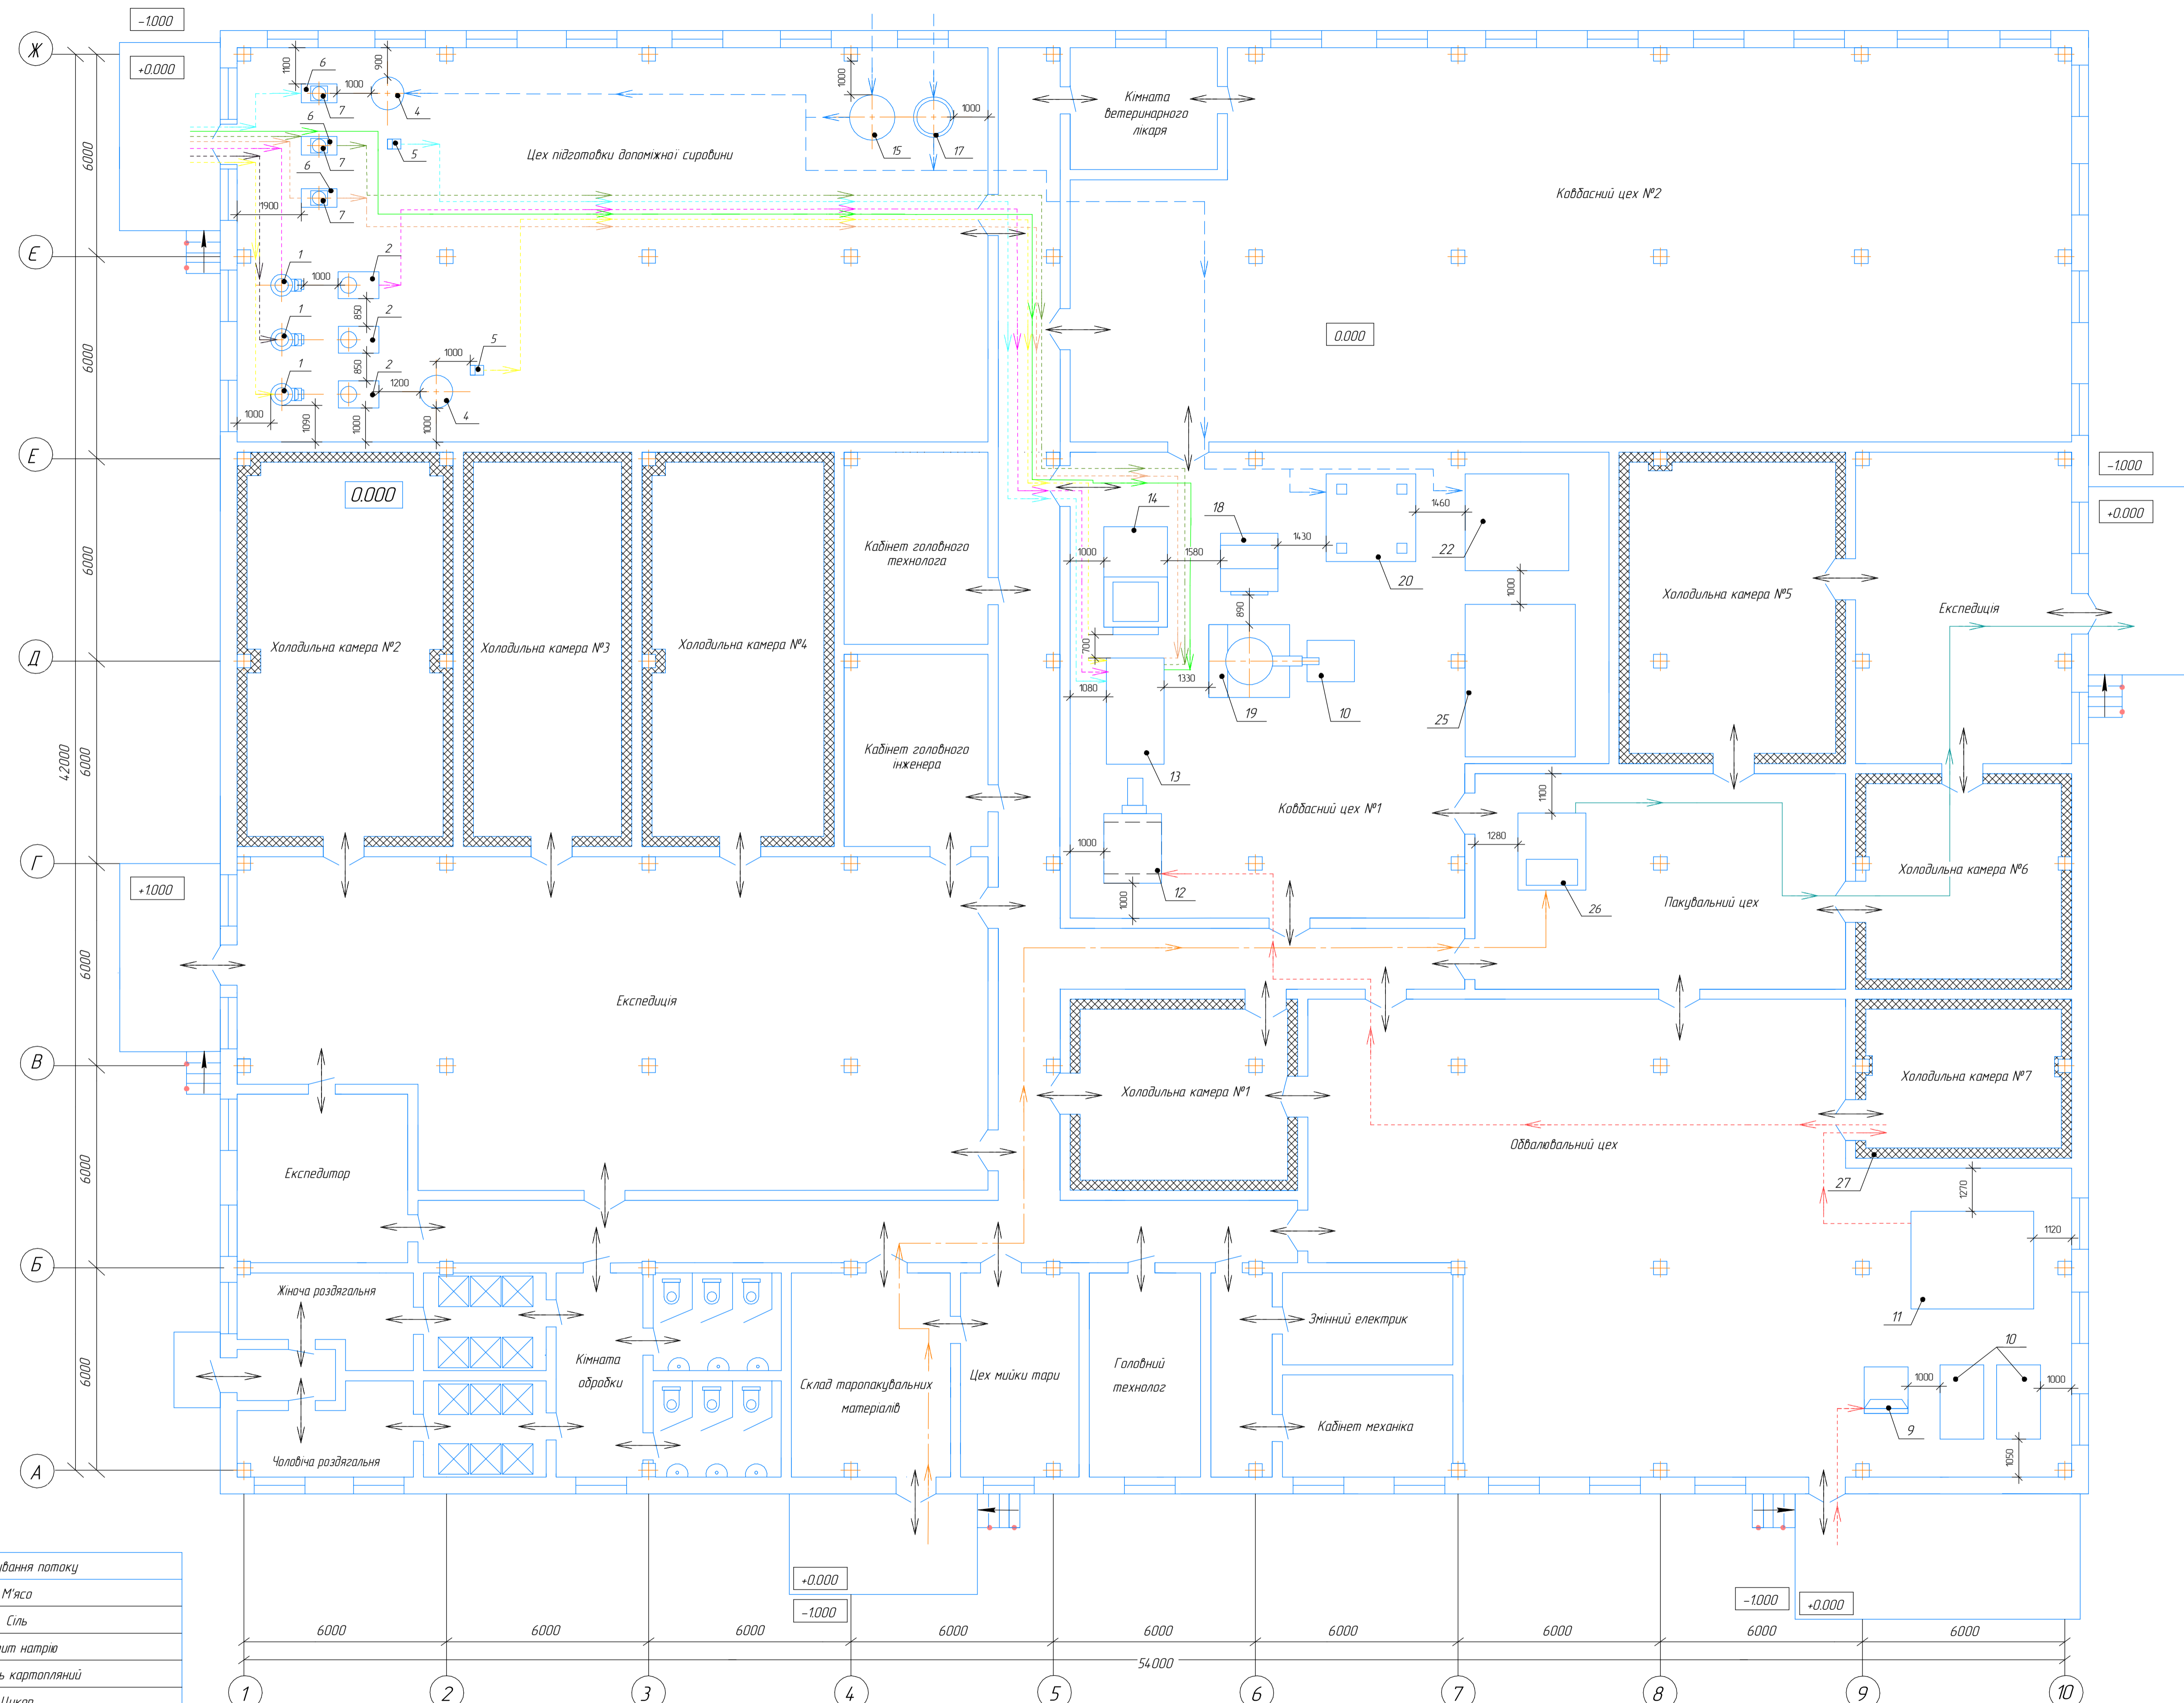 -1.000
+0.000
Ж
Е
Е
Д
Г
В
Б
А
6000
6000
6000
6000
6000
6000
6000
42000
1100
6
900
1000
7
4
6
7
5
6
7
1900
Цех підготовки допоміжної сировини
1000
15
17
1000
Кімната
ветеринарного
лікаря
Ковбасний цех №2
0.000
1
1000
2
850
1
2
850
1
2
1000
5
1200
4
1000
1090
1000
1000
0.000
Холодильна камера №2
Холодильна камера №3
Холодильна камера №4
Кабінет головного
технолога
Кабінет головного
інженера
14
18
1000
1580
1430
1460
20
22
1000
890
700
1080
1330
19
10
25
13
Ковбасний цех №1
1000
12
1000
Холодильна камера №5
Експедиція
-1.000
+0.000
1100
1280
26
Пакувальний цех
Холодильна камера №6
+1.000
Експедиція
Холодильна камера №1
Обвалювальний цех
Холодильна камера №7
27
1270
1120
11
10
1000
1000
9
1050
Експедитор
Жіноча роздягальня
Чоловіча роздягальня
Кімната
обробки
Склад таропакувальних
матеріалів
Цех мийки тари
Головний
технолог
Змінний електрик
Кабінет механіка
+0.000
-1.000
-1.000
+0.000
6000
6000
6000
6000
6000
6000
6000
6000
6000
54000
1
2
3
4
5
6
7
8
9
10
потоку
М'ясо
Сіль
натрію
картопляний